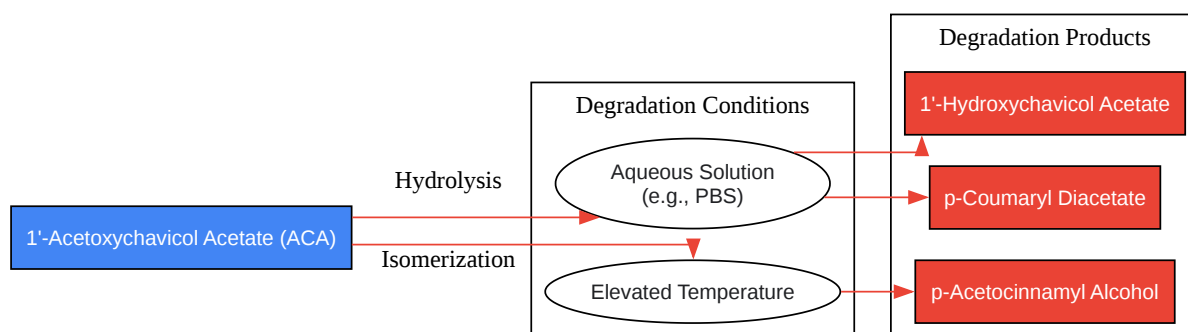 Degradation Products
1'-Hydroxychavicol Acetate
Degradation Conditions
Hydrolysis
Aqueous Solution
(e.g., PBS)
p-Coumaryl Diacetate
1'-Acetoxychavicol Acetate (ACA)
Isomerization
Elevated Temperature
p-Acetocinnamyl Alcohol